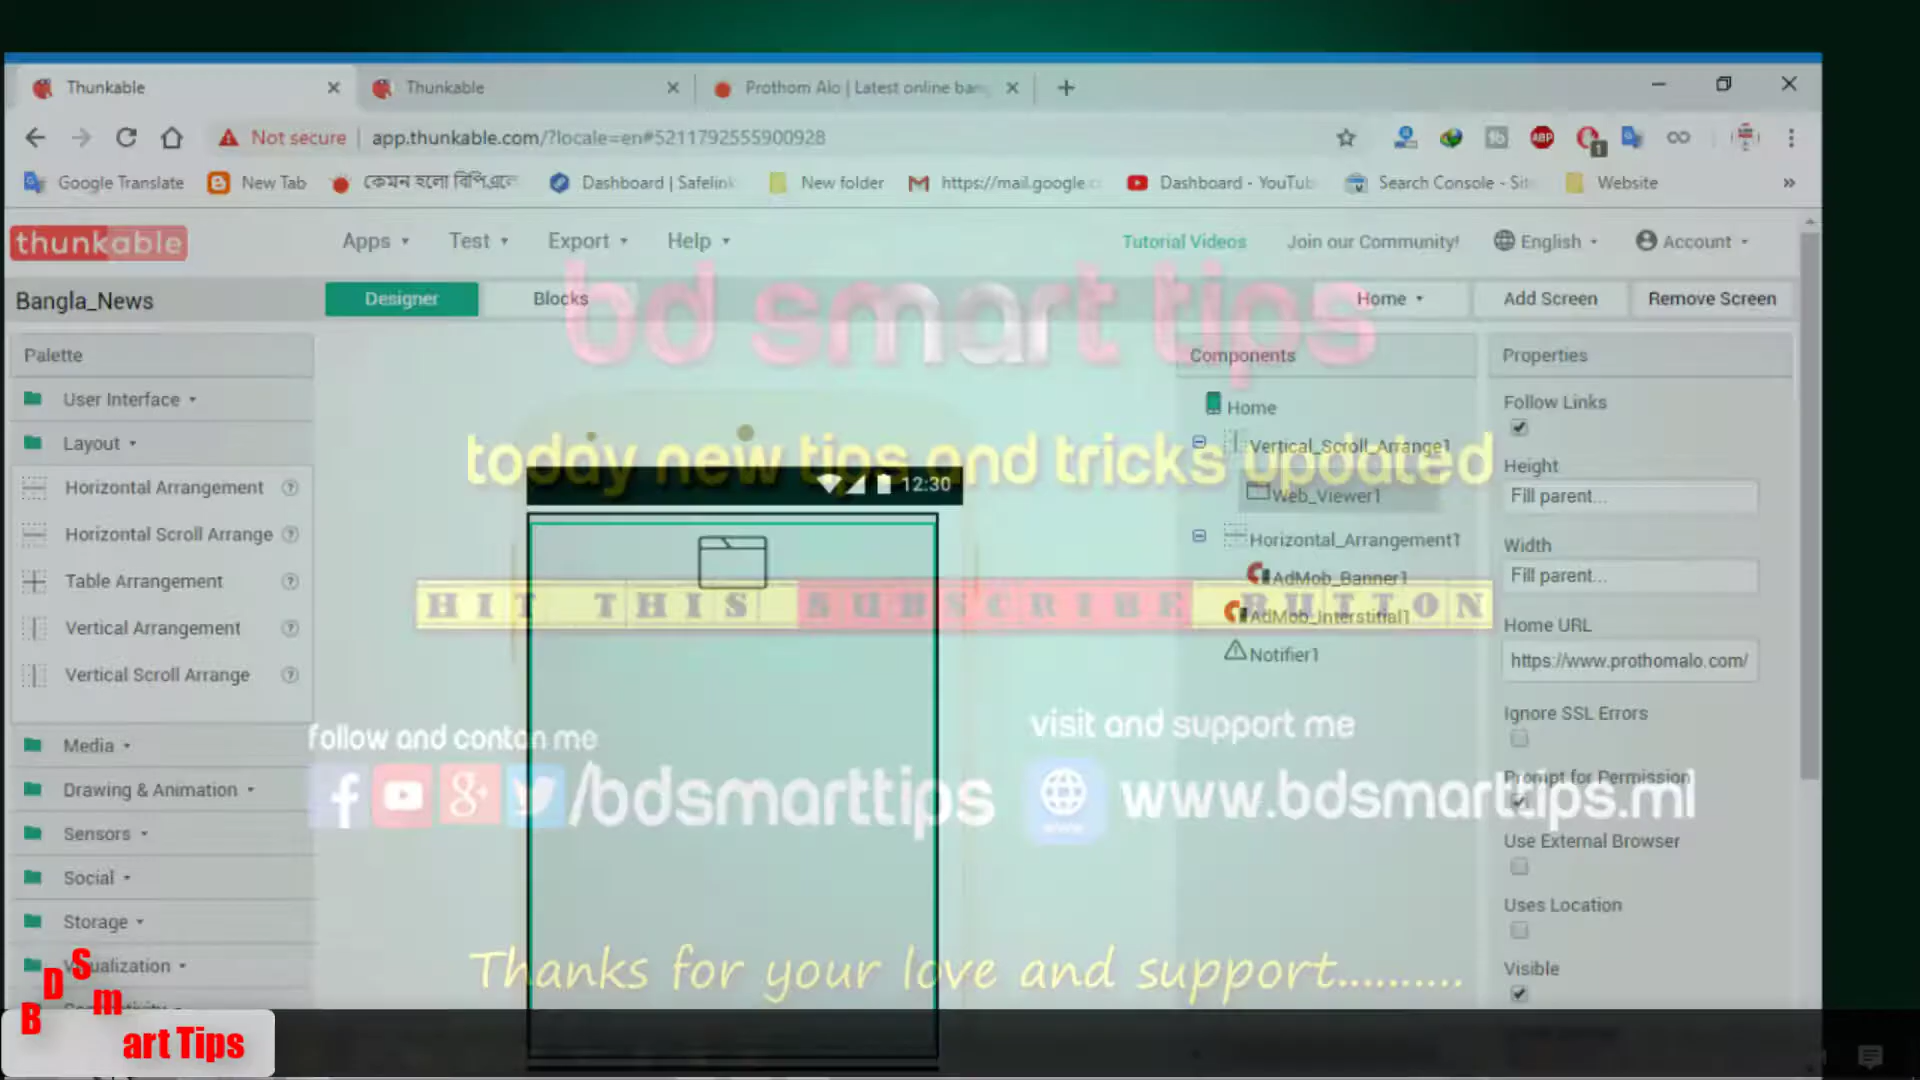 Thunkable
Thunkable
Prothom Alo | Latest online ban
Not secure
app.thunkable.com/?locale=en#5211792555900928
Google Translate
New Tab
কেমন হলো বিপিএলে
Dashboard | Safelink
New folder
https://mail.google.c
Dashboard - YouTub
Search Console - Site
Website
thunkable
Apps
Test
Export
Help
Tutorial Videos
Join our Community!
English
Account
Bangla_News
Designer
Blocks
Home
Add Screen
Remove Screen
bd smart tips
Palette
Components
Properties
User Interface
Home
Follow Links
Layout
Vertical_Scroll_Arrange1
today new tips and tricks updated
Height
12:30
Horizontal Arrangement
Web_Viewer1
Fill parent...
Horizontal Scroll Arrange
Horizontal_Arrangement1
Width
Table Arrangement
AdMob_Banner1
Fill parent...
HIT THIS SUBSCRIBE BUTTON
AdMob_Interstitial1
Vertical Arrangement
Home URL
Notifier1
https://www.prothomalo.com/
Vertical Scroll Arrange
Ignore SSL Errors
follow and conton me
visit and support me
Media
Prompt for Permission
/bdsmarttips
www.bdsmarttips.ml
Drawing & Animation
Sensors
Use External Browser
Social
Uses Location
Storage
Visualization
Thanks for your love and support..........
Visible
BD Smart Tips